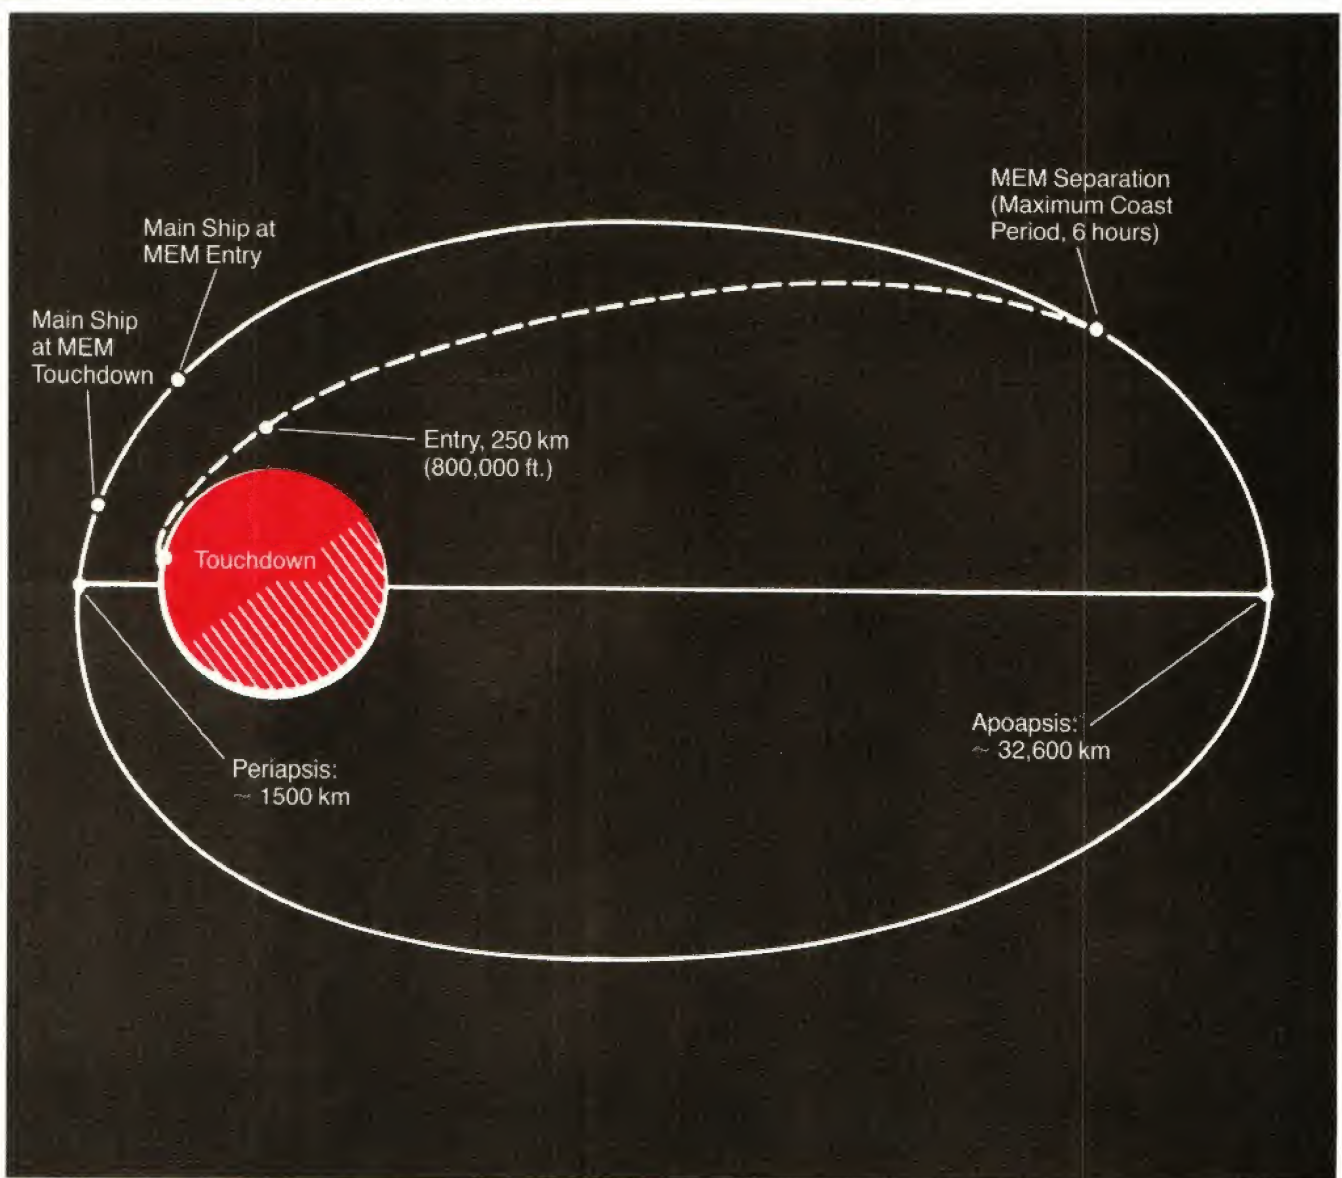 MEM Separation
(Maximum Coast
Period, 6 hours)
Main Ship at
MEM Entry
Main Ship
at MEM
Touchdown
Entry, 250 km
(800,000 ft.)
Touchdown
Apoapsis:
~ 32,600 km
Periapsis:
~ 1500 km